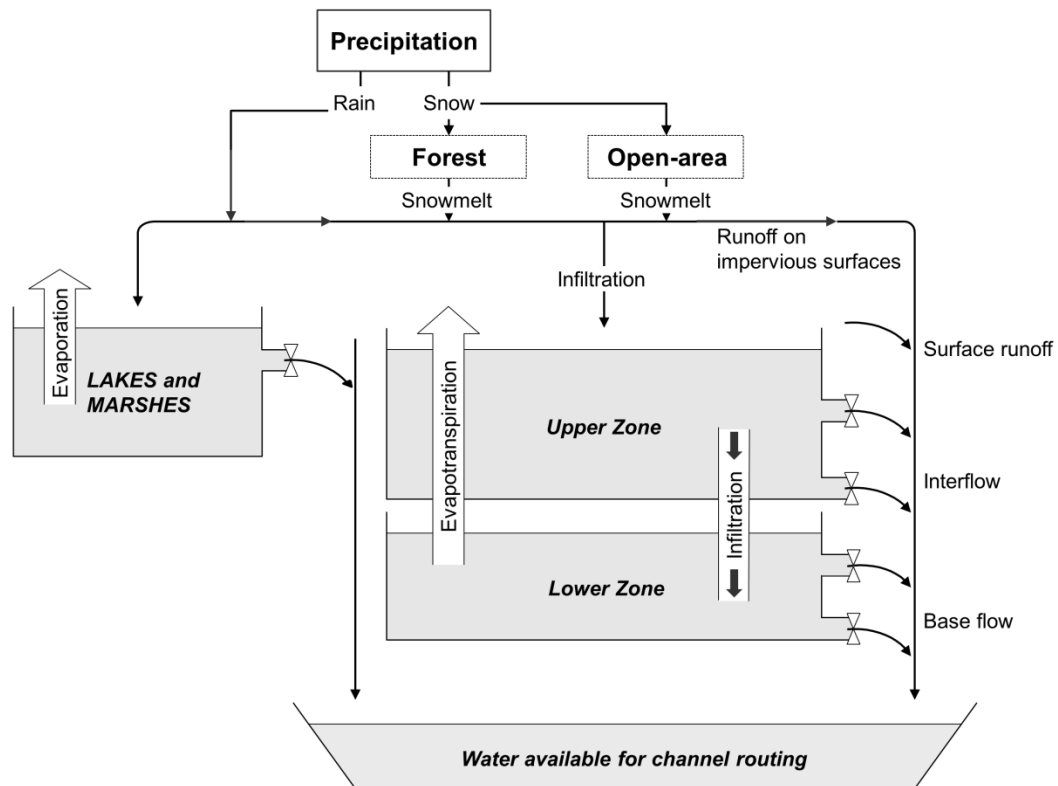 Precipitation
Rain
Snow
Forest
Open-area
Snowmelt
Snowmelt
Runoff on
impervious surfaces
Infiltration
Evaporation
LAKES and
MARSHES
Evapotranspiration
Surface runoff
Upper Zone
Interflow
Infiltration
Lower Zone
Base flow
Water available for channel routing